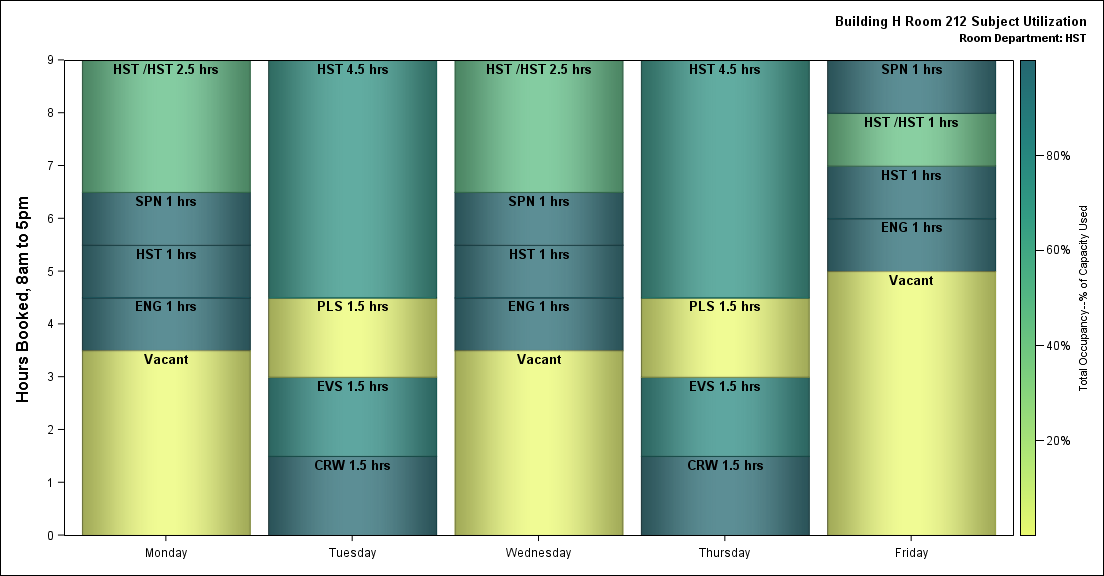 Building H Room 212 Subject Utilization
Room Department: HST
Hours Booked, 8am to 5pm
9
8
7
6
5
4
3
2
1
0
HST /HST 2.5 hrs
SPN 1 hrs
HST 1 hrs
ENG 1 hrs
Vacant
Monday
HST 4.5 hrs
PLS 1.5 hrs
EVS 1.5 hrs
CRW 1.5 hrs
Tuesday
HST /HST 2.5 hrs
SPN 1 hrs
HST 1 hrs
ENG 1 hrs
Vacant
Wednesday
HST 4.5 hrs
PLS 1.5 hrs
EVS 1.5 hrs
CRW 1.5 hrs
Thursday
SPN 1 hrs
HST /HST 1 hrs
HST 1 hrs
ENG 1 hrs
Vacant
Friday
80%
60%
40%
20%
Total Occupancy--% of Capacity Used